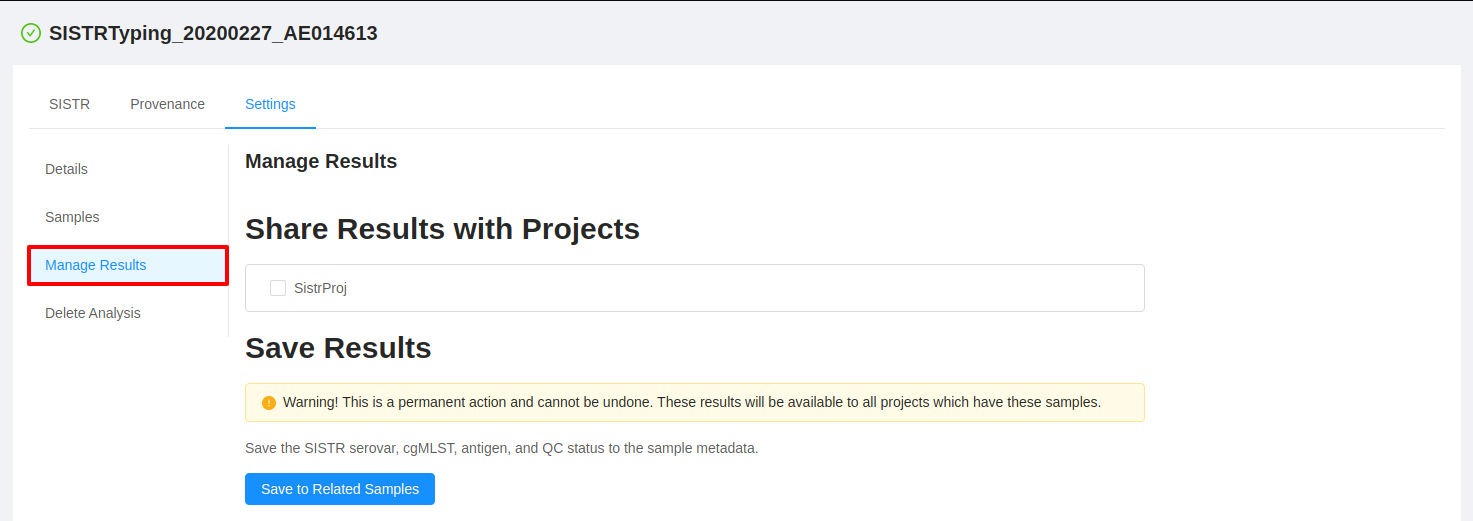 SISTRTyping_20200227_AE014613
SISTR Provenance Settings
Details
Samples
Manage Results
Delete Analysis
Manage Results
Share Results with Projects
SistrProj
Save Results
Warning! This is a permanent action and cannot be undone. These results will be available to all projects which have these samples.
Save the SISTR serovar, cgMLST, antigen, and QC status to the sample metadata.
Save to Related Samples